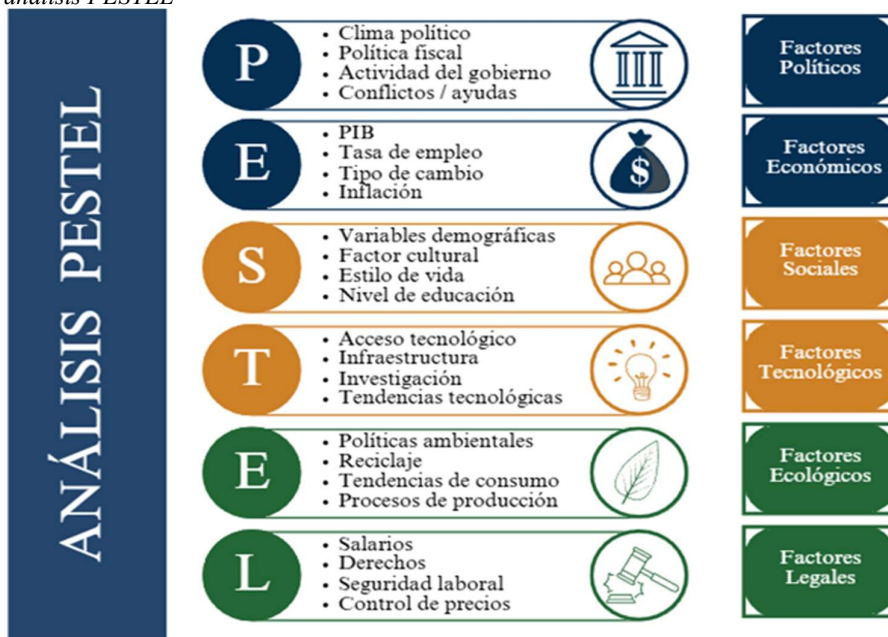 análisis PESTEL
ANÁLISIS PESTEL
P
• Clima político
• Política fiscal
• Actividad del gobierno
• Conflictos / ayudas
Factores
Políticos
E
• PIB
• Tasa de empleo
• Tipo de cambio
• Inflación
$
Factores
Económicos
S
• Variables demográficas
• Factor cultural
• Estilo de vida
• Nivel de educación
Factores
Sociales
T
• Acceso tecnológico
• Infraestructura
• Investigación
• Tendencias tecnológicas
Factores
Tecnológicos
E
• Políticas ambientales
• Reciclaje
• Tendencias de consumo
• Procesos de producción
Factores
Ecológicos
L
• Salarios
• Derechos
• Seguridad laboral
• Control de precios
Factores
Legales